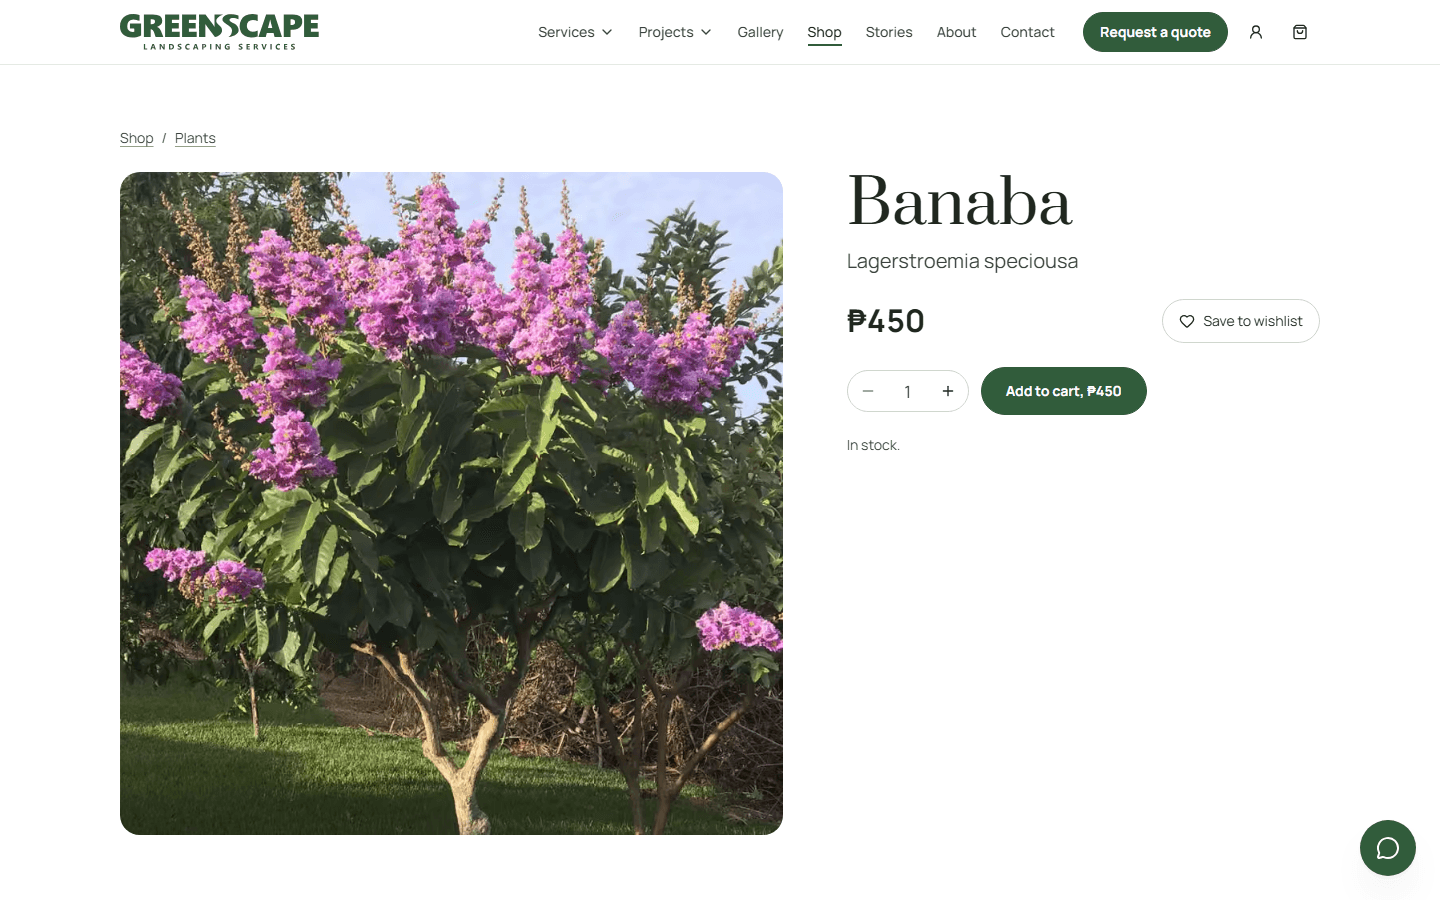 GREENSCAPE
LANDSCAPING SERVICES
Services
Projects
Gallery
Shop
Stories
About
Contact
Request a quote
Shop / Plants
Banaba
Lagerstroemia speciousa
₱450
Save to wishlist
1
Add to cart, ₱450
In stock.